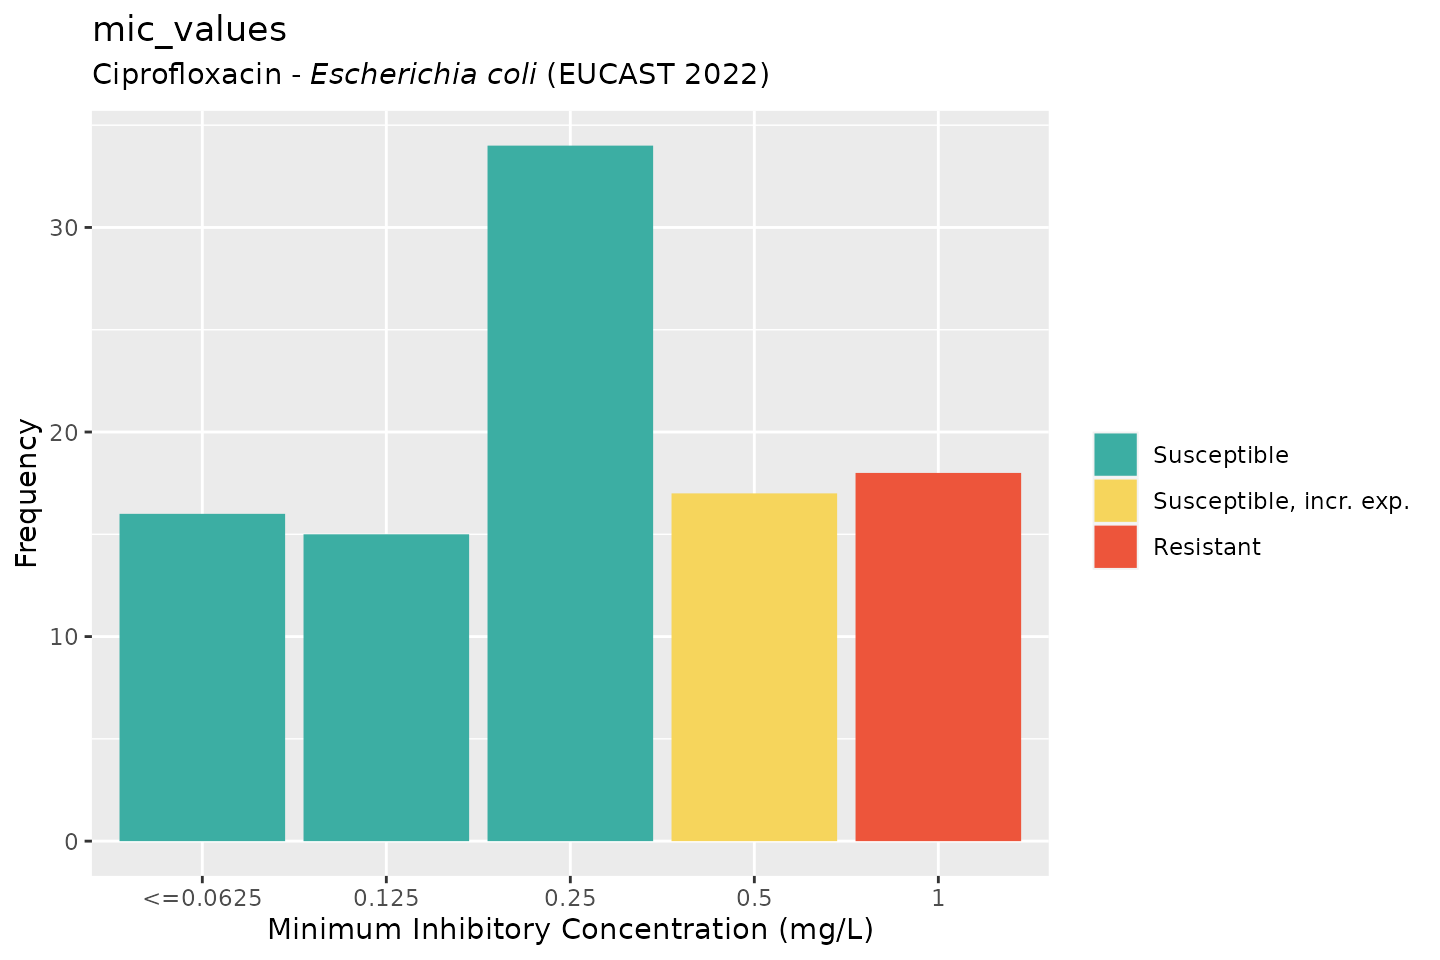 mic_values
Ciprofloxacin - Escherichia coli (EUCAST 2022)
Frequency
30
20
10
0
<=0.0625 0.125 0.25 0.5 1
Minimum Inhibitory Concentration (mg/L)
Susceptible
Susceptible, incr. exp.
Resistant